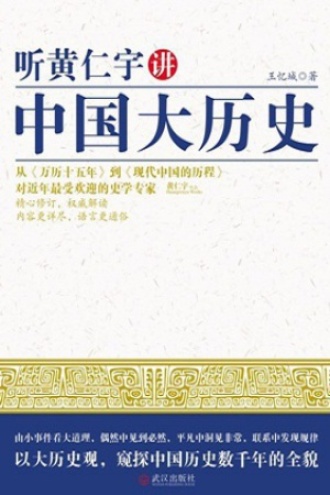 听黄仁宇讲
王忆城 著
中国大历史
从《万历十五年》到《现代中国的历程》
对近年最受欢迎的史学专家 黄仁宇
精心修订，权威解读
内容更详尽，语言更通俗
由小事件看大道理，偶然中见到必然，平凡中洞见非常，联系中发现规律
以大历史观，窥探中国历史数千年的全貌
武汉出版社